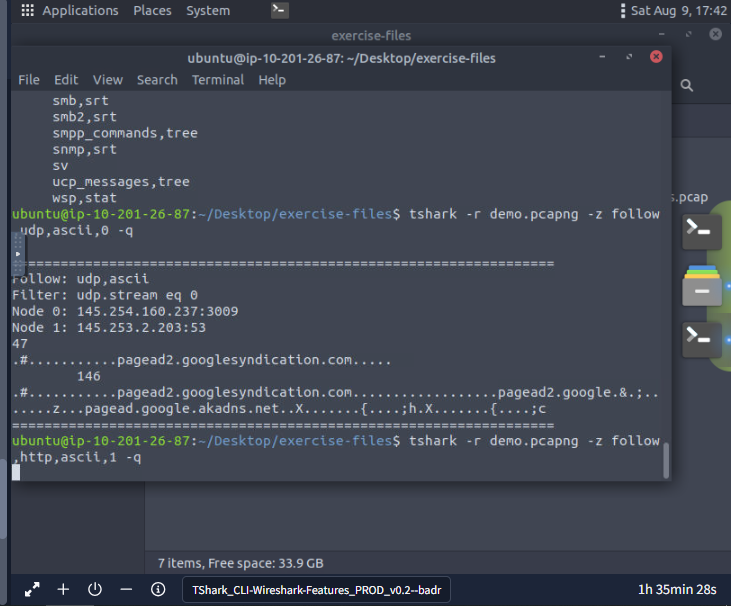 Applications Places System Sat Aug 9, 17:42
exercise-files
ubuntu@ip-10-201-26-87: ~/Desktop/exercise-files
File Edit View Search Terminal Help
smb,srt
smb2,srt
smpp_commands,tree
snmp,srt
sv
ucp_messages,tree
wsp,stat
ubuntu@ip-10-201-26-87:~/Desktop/exercise-files$ tshark -r demo.pcapng -z follow
,udp,ascii,0 -q
===================================================================
Follow: udp,ascii
Filter: udp.stream eq 0
Node 0: 145.254.160.237:3009
Node 1: 145.253.2.203:53
47
.#...........pagead2.googlesyndication.com.....
146
.#...........pagead2.googlesyndication.com..................pagead2.google.&.;..
......z...pagead.google.akadns.net..X.......{....;h.X.......{....;c
===================================================================
ubuntu@ip-10-201-26-87:~/Desktop/exercise-files$ tshark -r demo.pcapng -z follow
,http,ascii,1 -q
s.pcap
7 items, Free space: 33.9 GB
TShark_CLI-Wireshark-Features_PROD_v0.2--badr 1h 35min 28s